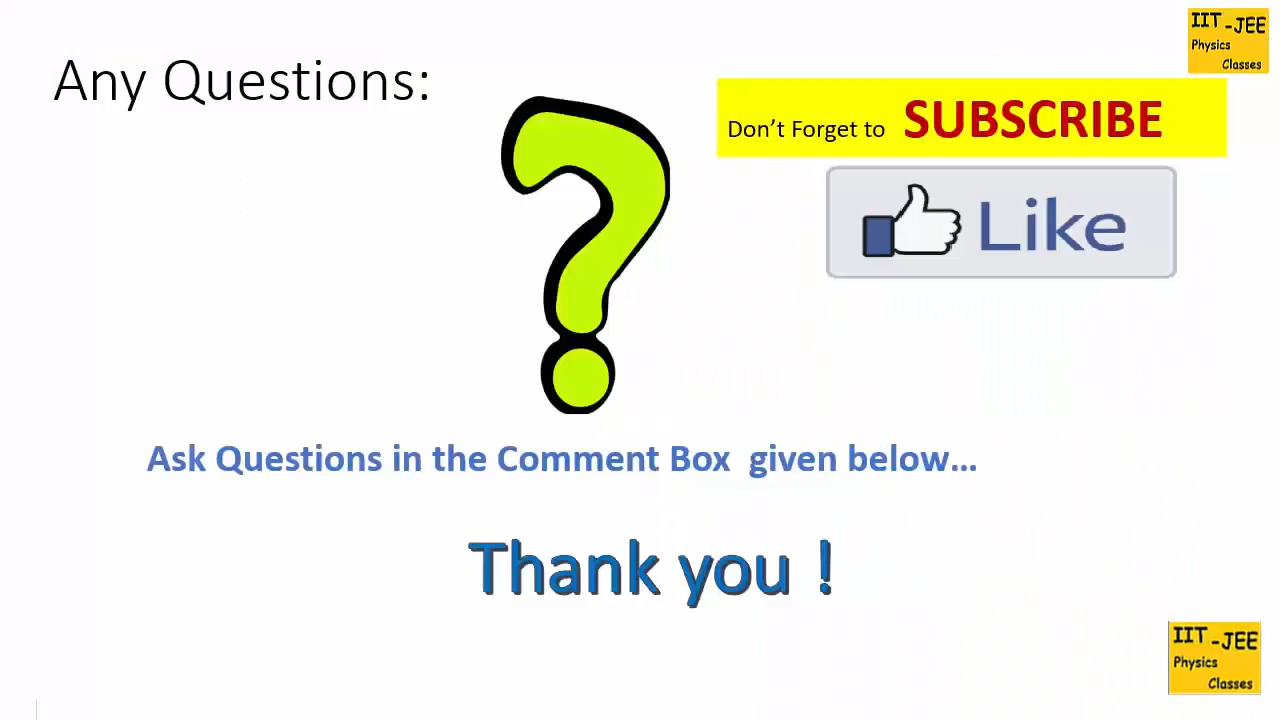 IIT-JEE
Physics
Classes
Any Questions:
Don’t Forget to SUBSCRIBE
Like
?
Ask Questions in the Comment Box given below...
Thank you !
IIT-JEE
Physics
Classes